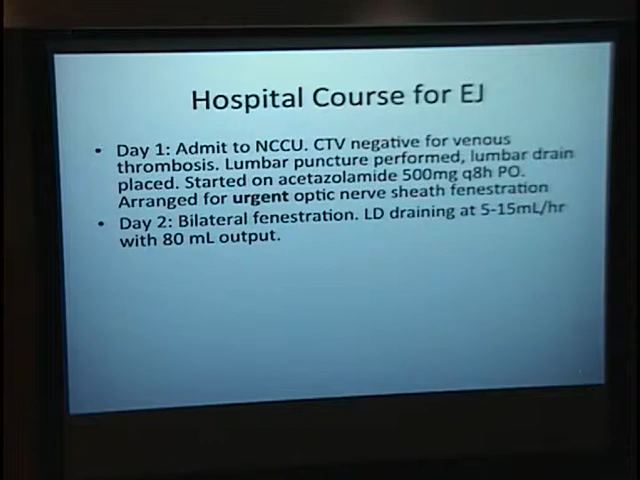 Hospital Course for EJ
• Day 1: Admit to NCCU. CTV negative for venous
thrombosis. Lumbar puncture performed, lumbar drain
placed. Started on acetazolamide 500mg q8h PO.
Arranged for urgent optic nerve sheath fenestration
• Day 2: Bilateral fenestration. LD draining at 5-15mL/hr
with 80 mL output.